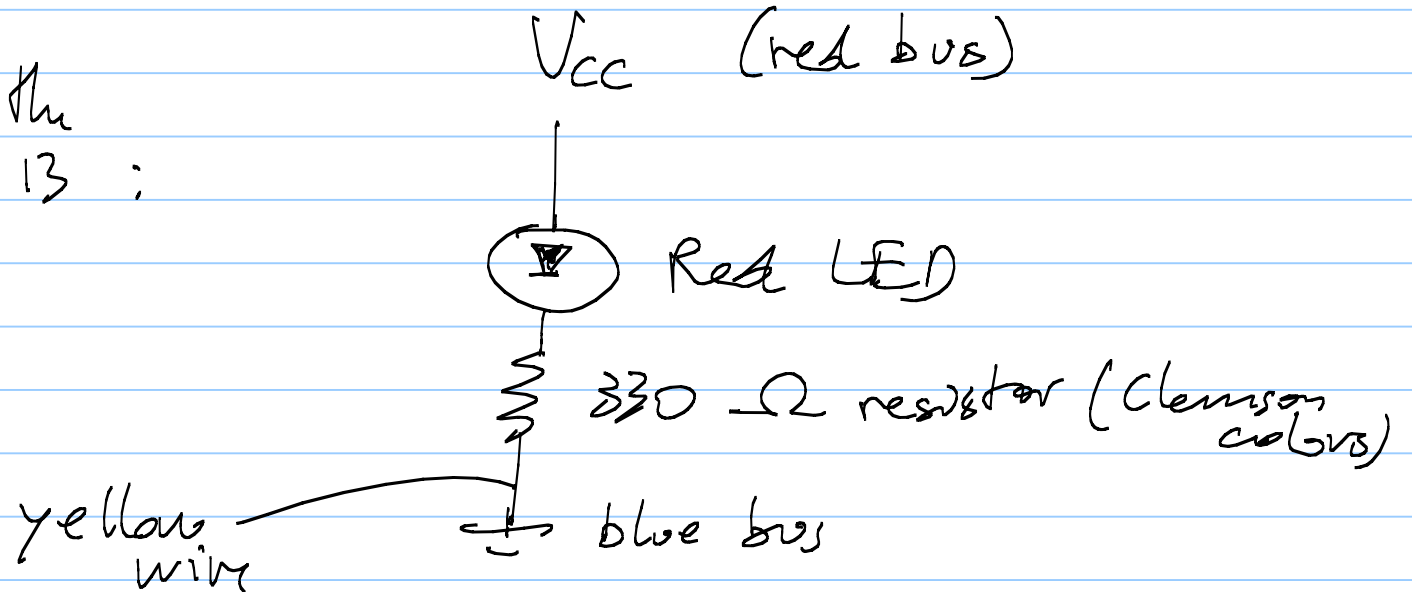 Vcc (red bus)
the
13 :
Red LED
330 Ω resistor (Clemson
colors)
yellow
wire
blue bus